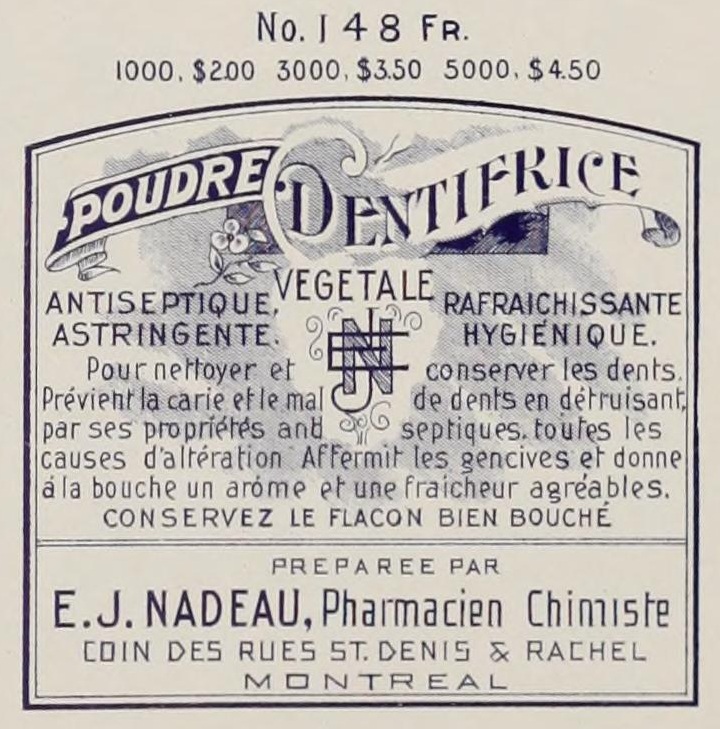 No. 148 Fr.
1000, $2.00 3000, $3.50 5000, $4.50
POUDRE DENTIFRICE
VEGETALE
ANTISEPTIQUE, RAFRAICHISSANTE
ASTRINGENTE. HYGIÉNIQUE.
Pour nettoyer et conserver les dents.
Prévient la carie et le mal de dents en détruisant,
par ses propriétés anti septiques, toutes les
causes d'altération Affermit les gencives et donne
á la bouche un arôme et une fraicheur agréables.
CONSERVEZ LE FLACON BIEN BOUCHÉ
PREPAREE PAR
E.J. NADEAU, Pharmacien Chimiste
COIN DES RUES ST. DENIS & RACHEL
MONTREAL